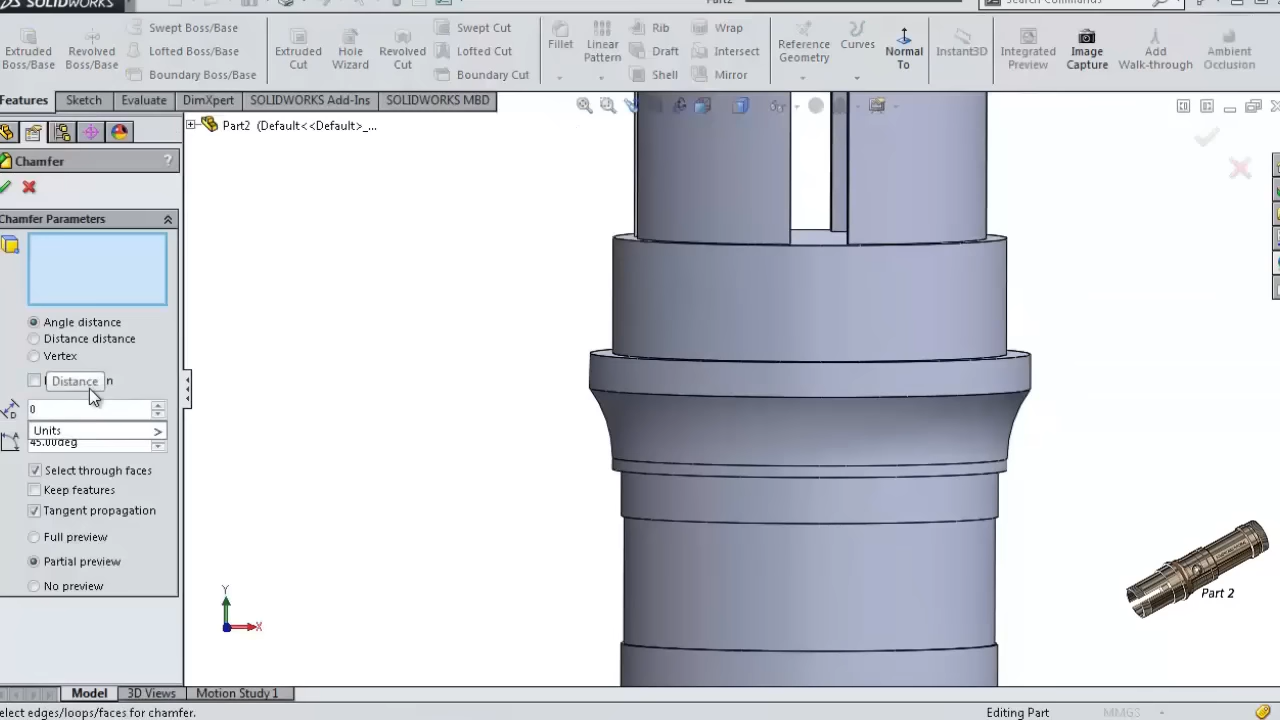 SOLIDWORKS
Part2
Search Commands
Extruded Boss/Base
Revolved Boss/Base
Swept Boss/Base
Lofted Boss/Base
Boundary Boss/Base
Extruded Cut
Hole Wizard
Revolved Cut
Swept Cut
Lofted Cut
Boundary Cut
Fillet
Linear Pattern
Rib
Draft
Shell
Wrap
Intersect
Mirror
Reference Geometry
Curves
Normal To
Instant3D
Integrated Preview
Image Capture
Add Walk-through
Ambient Occlusion
Features
Sketch
Evaluate
DimXpert
SOLIDWORKS Add-Ins
SOLIDWORKS MBD
Part2 (Default<<Default>_...
Chamfer
?
Chamfer Parameters
Angle distance
Distance distance
Vertex
Distance
n
0
Units >
45.00deg
Select through faces
Keep features
Tangent propagation
Full preview
Partial preview
No preview
Y
X
Part 2
Model
3D Views
Motion Study 1
elect edges/loops/faces for chamfer.
Editing Part
MMGS